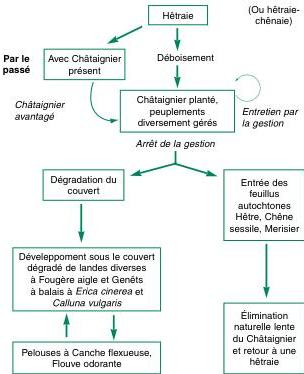 Hêtraie
(Ou hêtraie-
chênaie)
Par le
passé
Avec Châtaignier
présent
Déboisement
Châtaignier
avantagé
Châtaignier planté,
peuplements
diversement gérés
Entretien par
la gestion
Arrêt de la gestion
Dégradation du
couvert
Entrée des
feuillus
autochtones
Hêtre, Chêne
sessile, Merisier
Développement sous le couvert
dégradé de landes diverses
à Fougère aigle et Genêts
à balais à Erica cinerea et
Calluna vulgaris
Élimination
naturelle lente
du Châtaignier
et retour à une
hêtraie
Pelouses à Canche flexueuse,
Flouve odorante